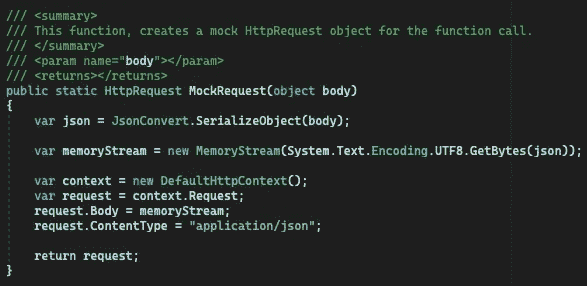 /// <summary>
/// This function, creates a mock HttpRequest object for the function call.
/// </summary>
/// <param name="body"></param>
/// <returns></returns>
public static HttpRequest MockRequest(object body)
{
    var json = JsonConvert.SerializeObject(body);
    var memoryStream = new MemoryStream(System.Text.Encoding.UTF8.GetBytes(json));
    var context = new DefaultHttpContext();
    var request = context.Request;
    request.Body = memoryStream;
    request.ContentType = "application/json";
    return request;
}